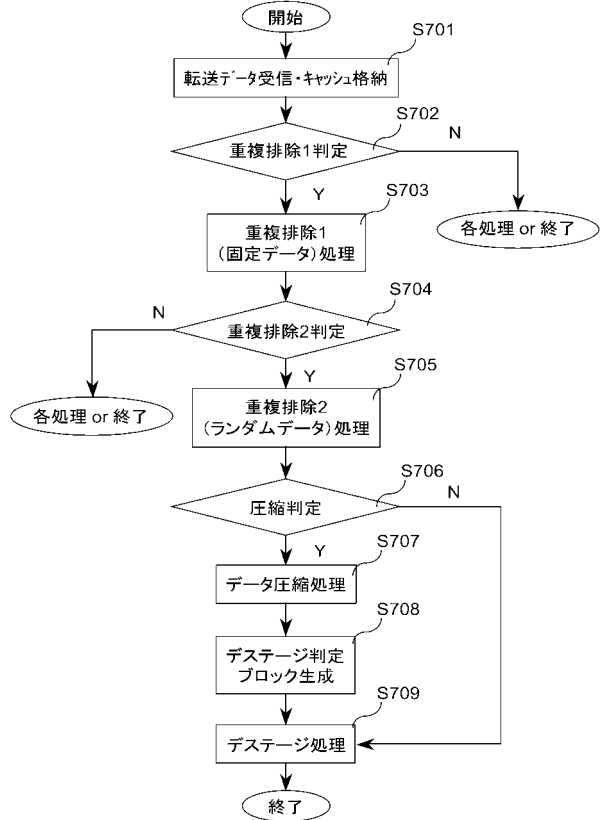 開始
S701
転送データ受信・キャッシュ格納
S702
重複排除1判定
N
Y
S703
重複排除1
(固定データ)処理
各処理 or 終了
S704
N
重複排除2判定
Y
S705
各処理 or 終了
重複排除2
(ランダムデータ)処理
S706
圧縮判定
N
Y
S707
データ圧縮処理
S708
デステージ判定
ブロック生成
S709
デステージ処理
終了